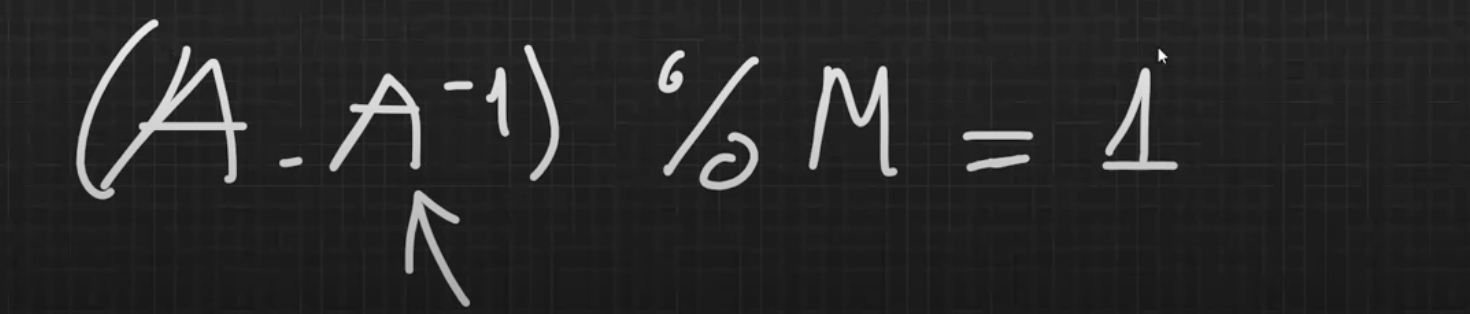 (A - A⁻¹) % M = 1